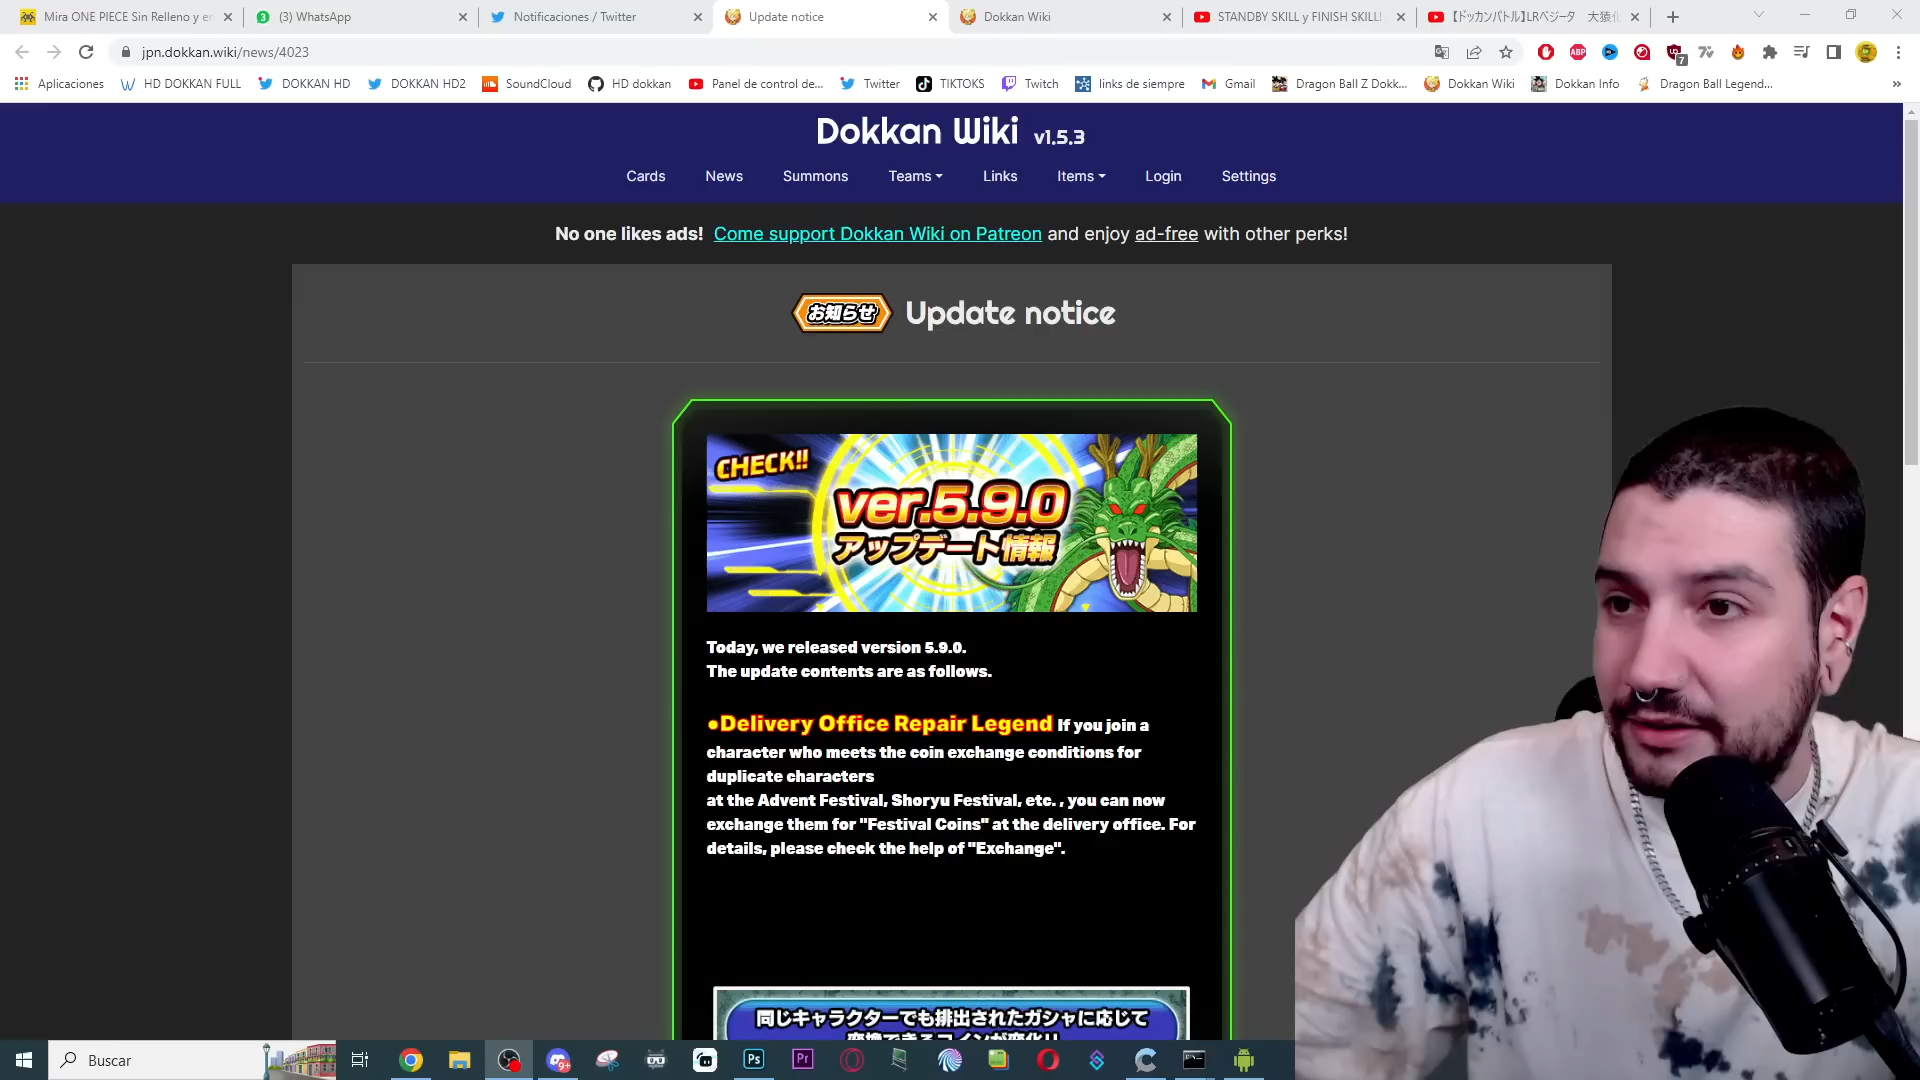 Mira ONE PIECE Sin Relleno y en
(3) WhatsApp
Notificaciones / Twitter
Update notice
Dokkan Wiki
STANDBY SKILL y FINISH SKILL!
【ドッカンバトル】LRベジータ 大猿化
jpn.dokkan.wiki/news/4023
Aplicaciones
HD DOKKAN FULL
DOKKAN HD
DOKKAN HD2
SoundCloud
HD dokkan
Panel de control de...
Twitter
TIKTOKS
Twitch
links de siempre
Gmail
Dragon Ball Z Dokk...
Dokkan Wiki
Dokkan Info
Dragon Ball Legend...
Dokkan Wiki v1.5.3
Cards
News
Summons
Teams
Links
Items
Login
Settings
No one likes ads! Come support Dokkan Wiki on Patreon and enjoy ad-free with other perks!
お知らせ Update notice
CHECK!!
ver.5.9.0
アップデート情報
Today, we released version 5.9.0.
The update contents are as follows.
●Delivery Office Repair Legend If you join a
character who meets the coin exchange conditions for
duplicate characters
at the Advent Festival, Shoryu Festival, etc. , you can now
exchange them for "Festival Coins" at the delivery office. For
details, please check the help of "Exchange".
同じキャラクターでも排出されたガシャに応じて
Buscar
9+
Ps
Pr